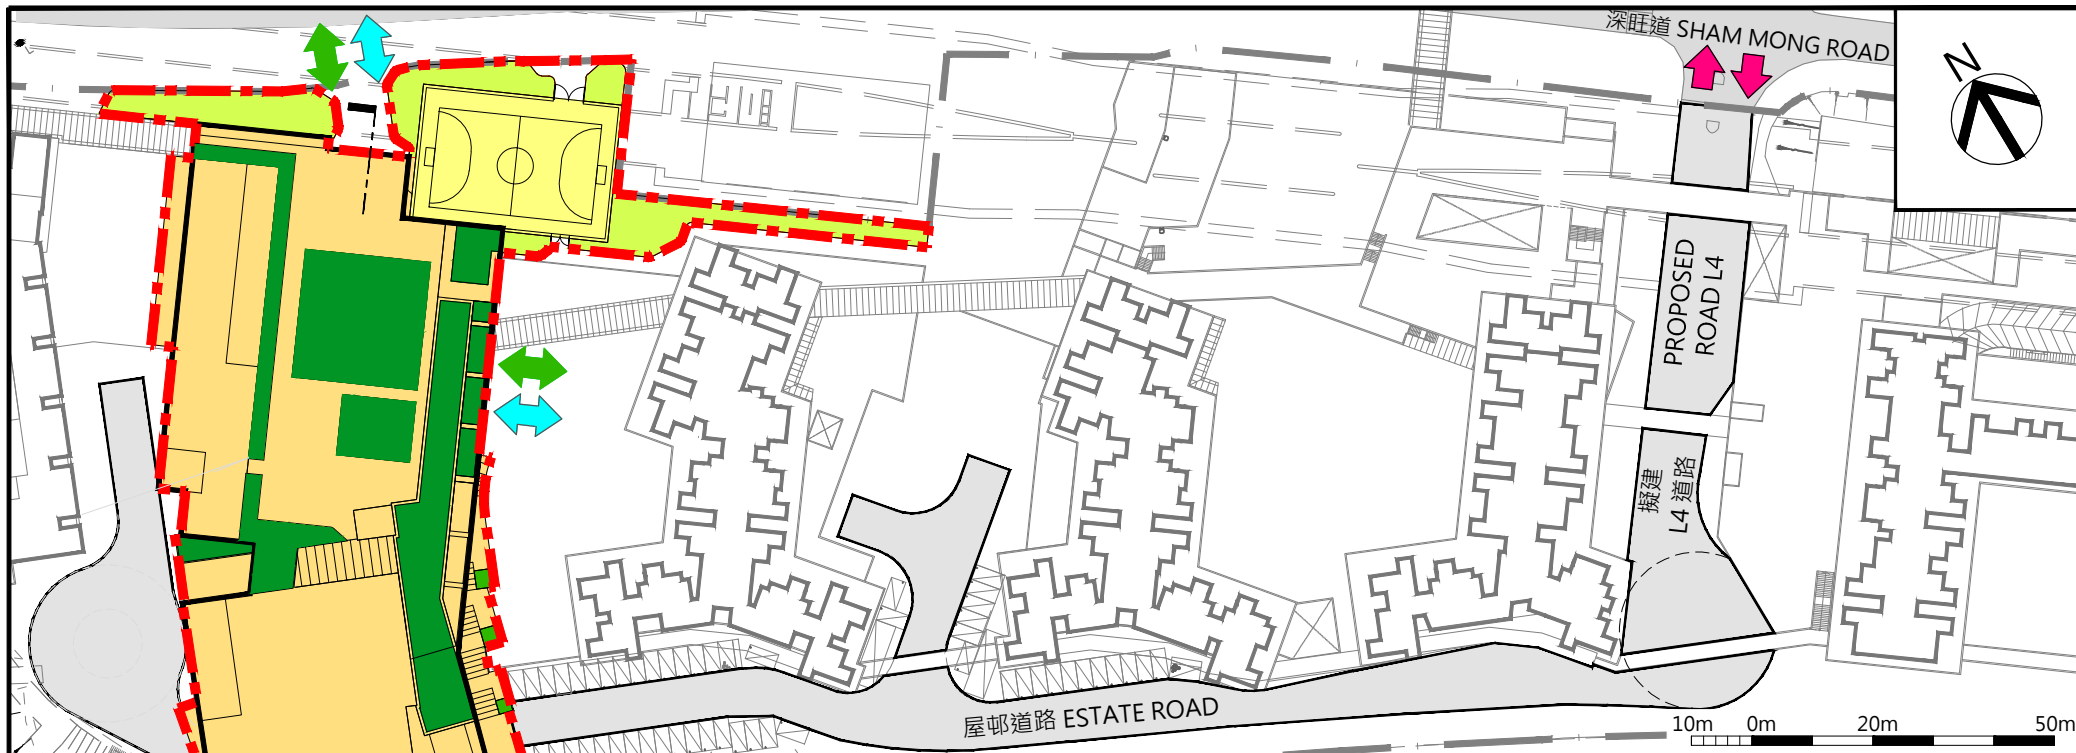 深旺道 SHAM MONG ROAD
N
PROPOSED
ROAD L4
擬建
L4 道路
屋邨道路 ESTATE ROAD
10m 0m 20m 50m